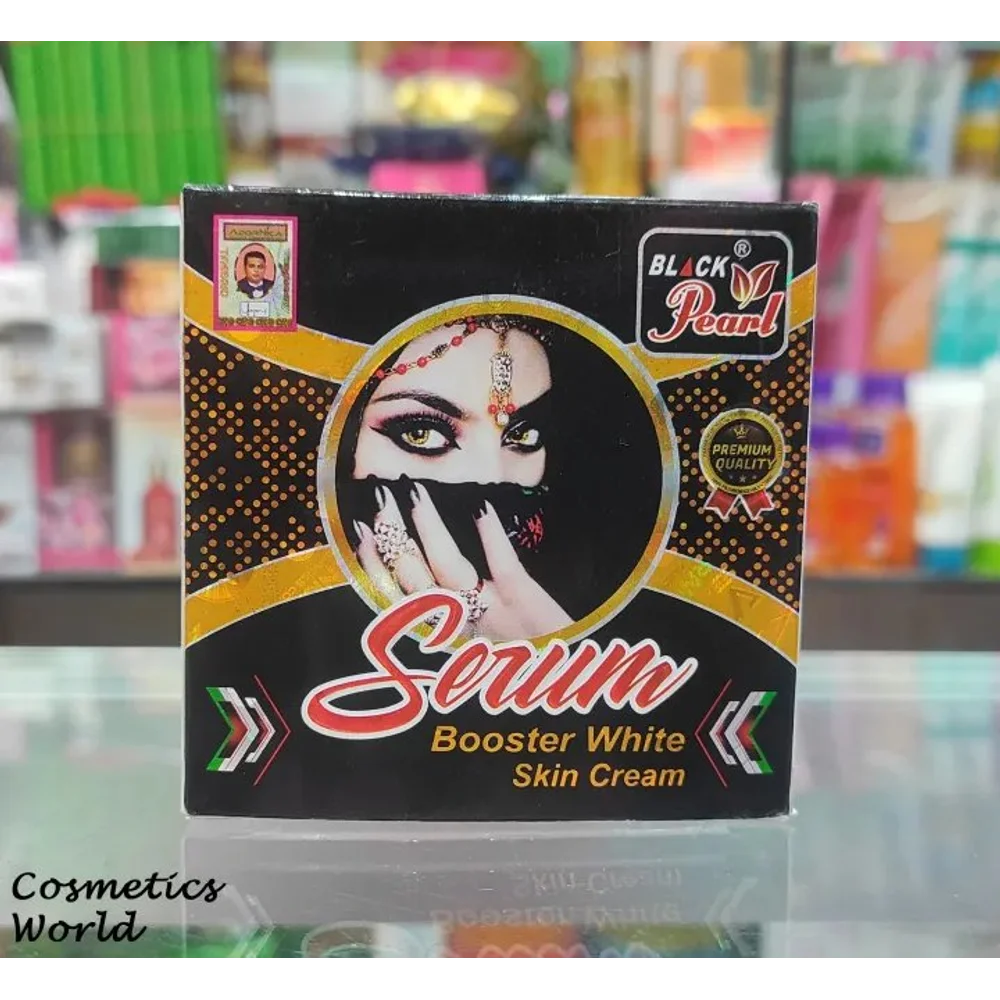 BLACK®
Pearl
PREMIUM
QUALITY
Serum
Booster White
Skin Cream
Cosmetics
World